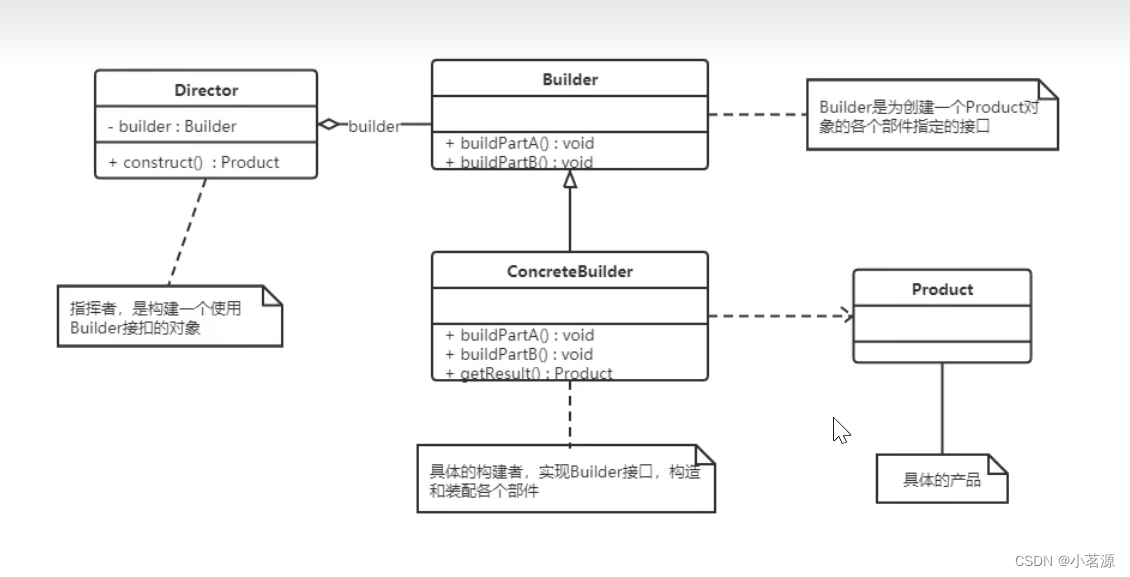 Director
- builder : Builder
+ construct() : Product
builder
Builder
+ buildPartA() : void
+ buildPartB() : void
Builder是为创建一个Product对
象的各个部件指定的接口
指挥者，是构建一个使用
Builder接扣的对象
ConcreteBuilder
+ buildPartA() : void
+ buildPartB() : void
+ getResult() : Product
Product
具体的构建者，实现Builder接口，构造
和装配各个部件
具体的产品
CSDN @小茗源